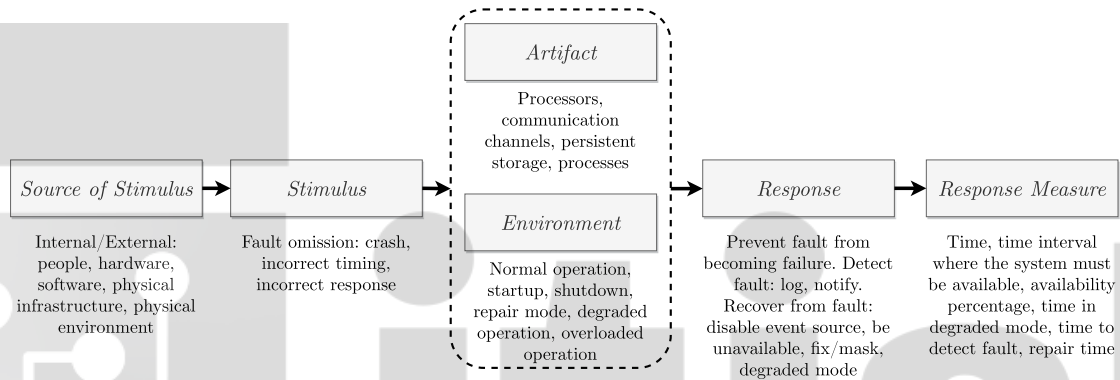 Source of Stimulus
Internal/External:
people, hardware,
software, physical
infrastructure, physical
environment
Stimulus
Fault omission: crash,
incorrect timing,
incorrect response
Artifact
Processors,
communication
channels, persistent
storage, processes
Environment
Normal operation,
startup, shutdown,
repair mode, degraded
operation, overloaded
operation
Response
Prevent fault from
becoming failure. Detect
fault: log, notify.
Recover from fault:
disable event source, be
unavailable, fix/mask,
degraded mode
Response Measure
Time, time interval
where the system must
be available, availability
percentage, time in
degraded mode, time to
detect fault, repair time